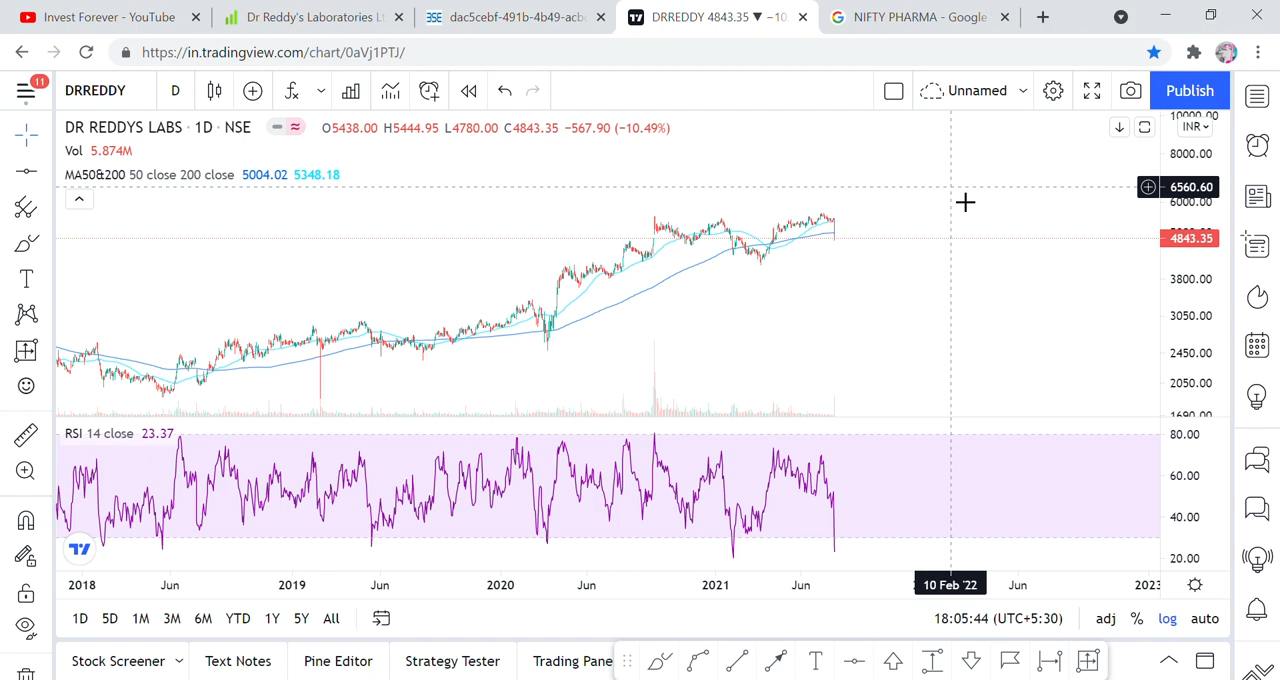 Invest Forever - YouTube
Dr Reddy's Laboratories Lt
dac5cebf-491b-4b49-acb
DRREDDY 4843.35 ▼ −10
NIFTY PHARMA - Google
https://in.tradingview.com/chart/0aVj1PTJ/
11
DRREDDY
D
Unnamed
Publish
DR REDDYS LABS · 1D · NSE
O5438.00 H5444.95 L4780.00 C4843.35 −567.90 (−10.49%)
INR
10000.00
Vol 5.874M
8000.00
MA50&200 50 close 200 close 5004.02 5348.18
6560.60
6000.00
4843.35
3800.00
3050.00
2450.00
2050.00
RSI 14 close 23.37
80.00
60.00
40.00
20.00
2018 Jun 2019 Jun 2020 Jun 2021 Jun 10 Feb '22 Jun 2023
1D 5D 1M 3M 6M YTD 1Y 5Y All
18:05:44 (UTC+5:30)
adj % log auto
Stock Screener
Text Notes
Pine Editor
Strategy Tester
Trading Pane